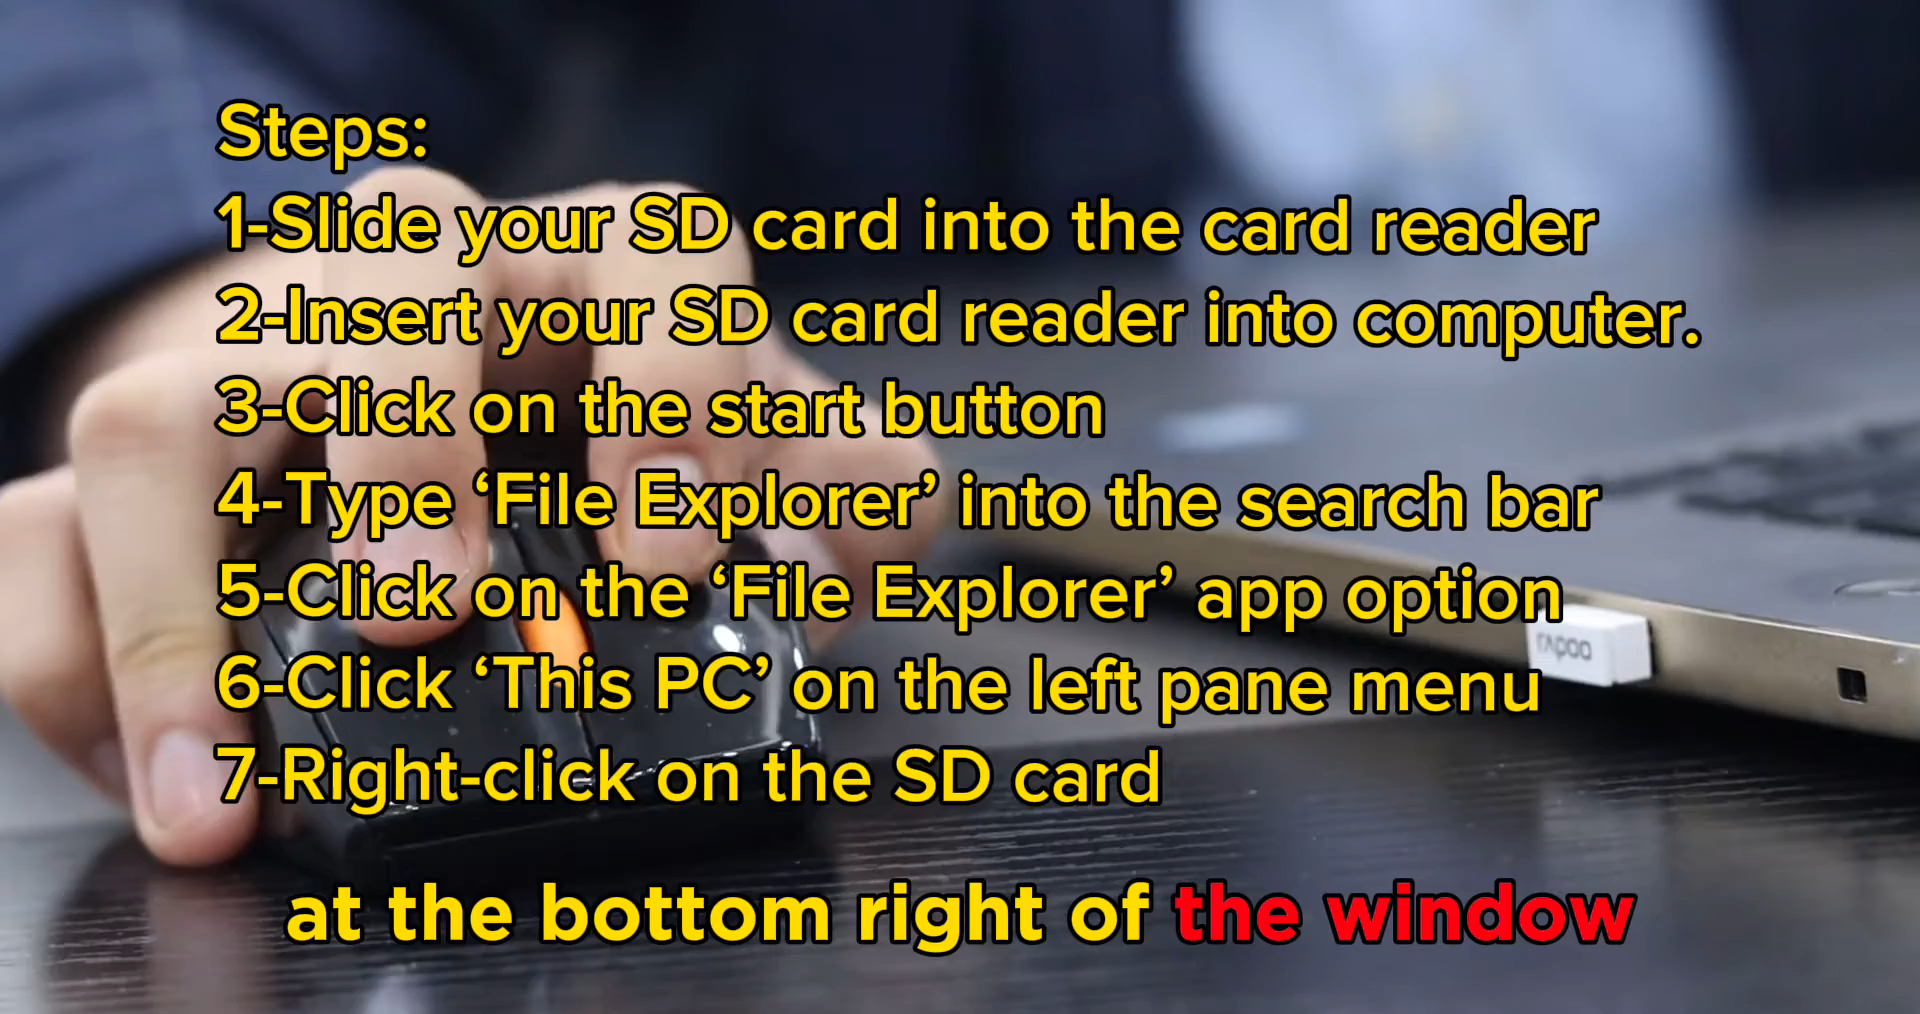 Steps:
1-Slide your SD card into the card reader
2-Insert your SD card reader into computer.
3-Click on the start button
4-Type ‘File Explorer’ into the search bar
5-Click on the ‘File Explorer’ app option
rapoo
6-Click ‘This PC’ on the left pane menu
7-Right-click on the SD card
at the bottom right of the window